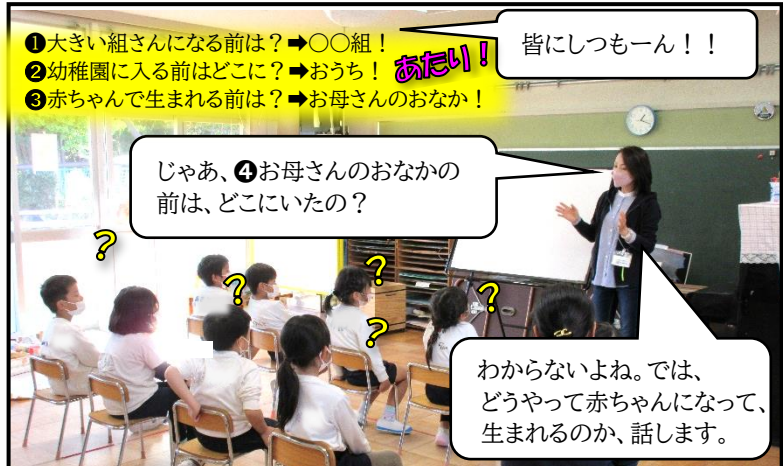 皆にしつもーん！！
❶大きい組さんになる前は？➡〇〇組！
❷幼稚園に入る前はどこに？➡おうち！
❸赤ちゃんで生まれる前は？➡お母さんのおなか！
あたり！
じゃあ、❹お母さんのおなかの
前は、どこにいたの？
？
？
？
？
？
わからないよね。では、
どうやって赤ちゃんになって、
生まれるのか、話します。